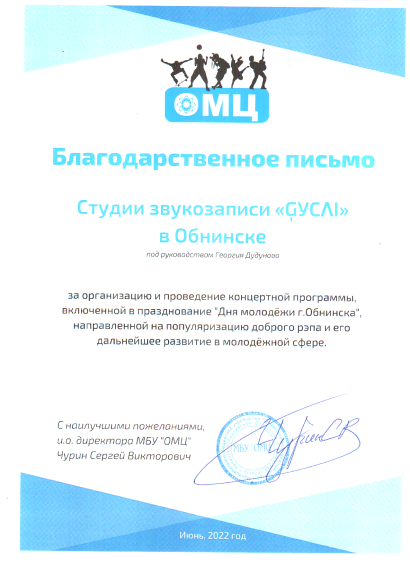 ОМЦ
Благодарственное письмо
Студии звукозаписи «GУСΛI»
в Обнинске
под руководством Георгия Дудунова
за организацию и проведение концертной программы,
включенной в празднование "Дня молодёжи г.Обнинска",
направленной на популяризацию доброго рэпа и его
дальнейшее развитие в молодёжной сфере.
С наилучшими пожеланиями,
и.о. директора МБУ "ОМЦ"
Чурин Сергей Викторович
МБУ "ОМЦ"
Июнь, 2022 год